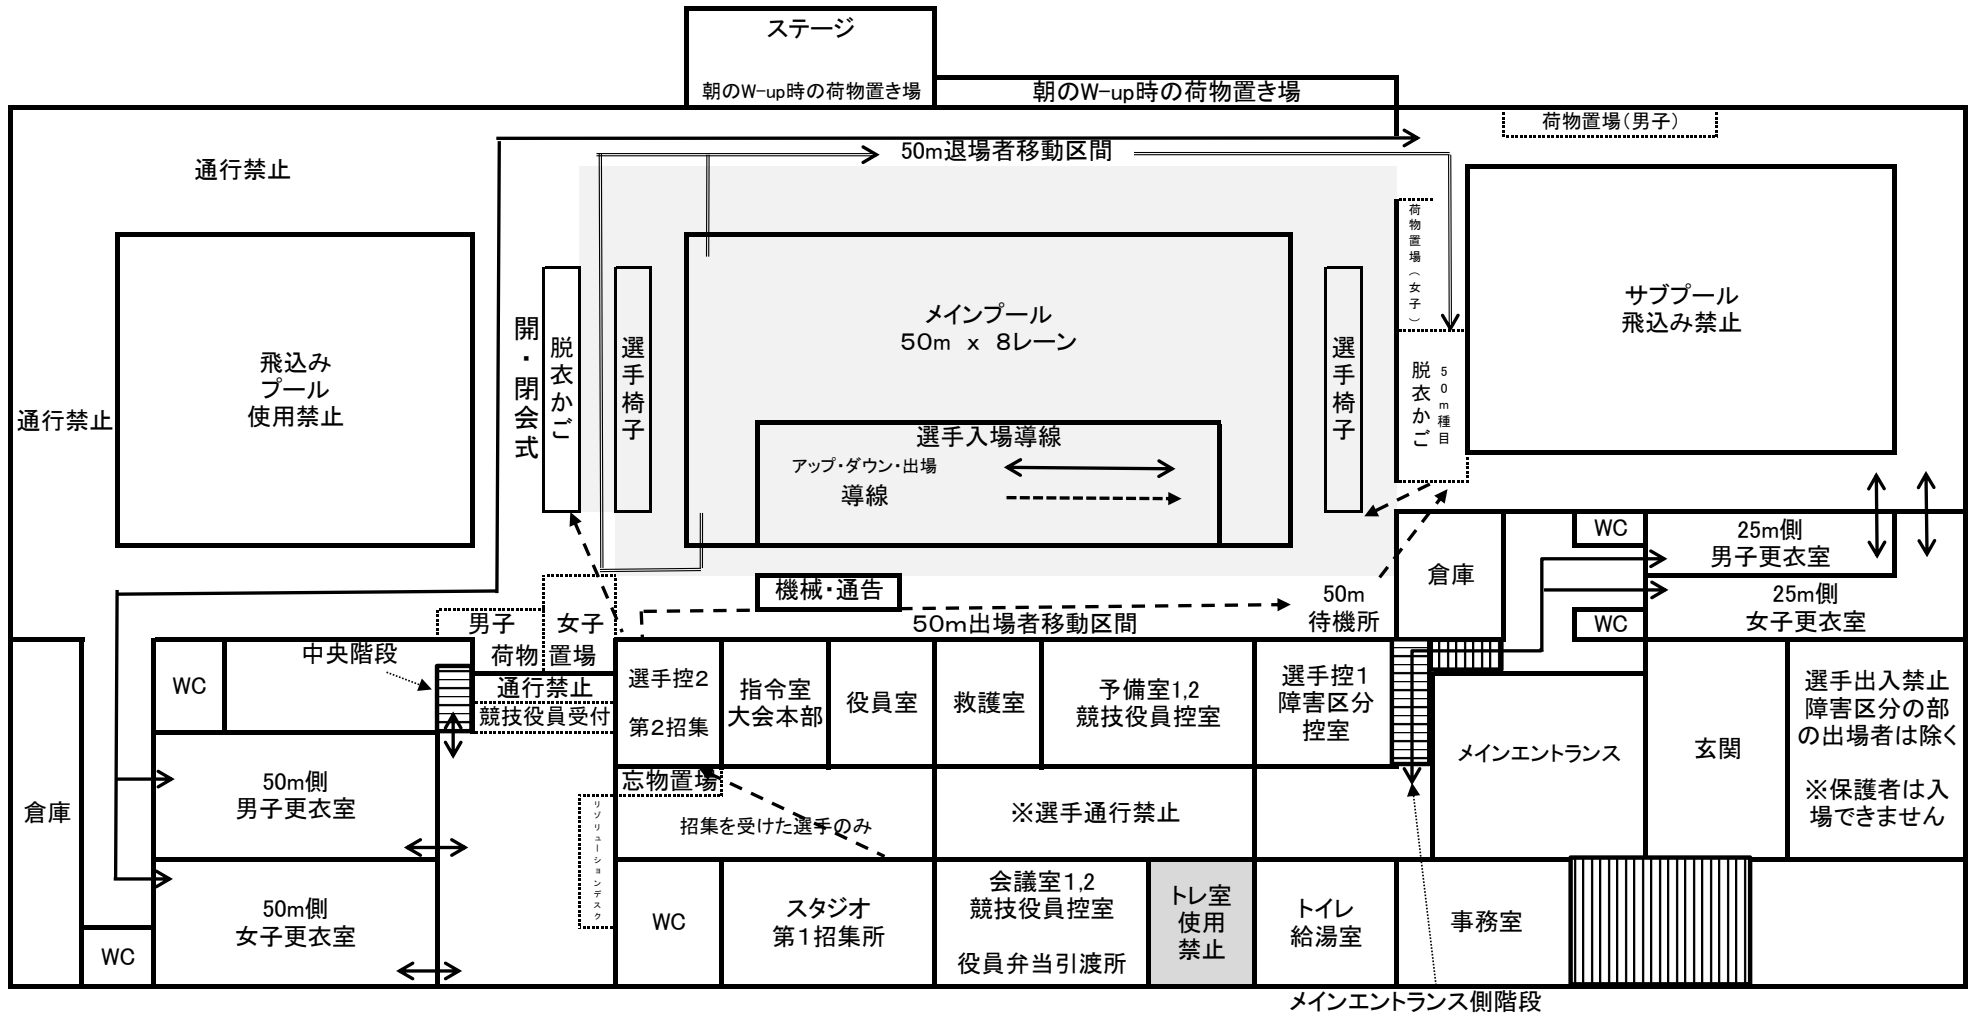 ステージ
朝のW-up時の荷物置き場
朝のW-up時の荷物置き場
荷物置場(男子)
50m退場者移動区間
通行禁止
通行禁止
飛込み
プール
使用禁止
開・閉会式
脱衣かご
選手椅子
メインプール
50m x 8レーン
選手入場導線
アップ・ダウン・出場
導線
選手椅子
荷物置場(女子)
脱衣かご
50m種目
サブプール
飛込み禁止
機械・通告
50m出場者移動区間
50m
待機所
倉庫
WC
WC
25m側
男子更衣室
25m側
女子更衣室
男子
女子
荷物
置場
中央階段
通行禁止
競技役員受付
WC
選手控2
第2招集
指令室
大会本部
役員室
救護室
予備室1,2
競技役員控室
選手控1
障害区分
控室
メインエントランス
玄関
選手出入禁止
障害区分の部
の出場者は除く
※保護者は入
場できません
倉庫
50m側
男子更衣室
50m側
女子更衣室
WC
忘物置場
リゾリューションデスク
招集を受けた選手のみ
※選手通行禁止
WC
スタジオ
第1招集所
会議室1,2
競技役員控室
役員弁当引渡所
トレ室
使用
禁止
トイレ
給湯室
事務室
メインエントランス側階段